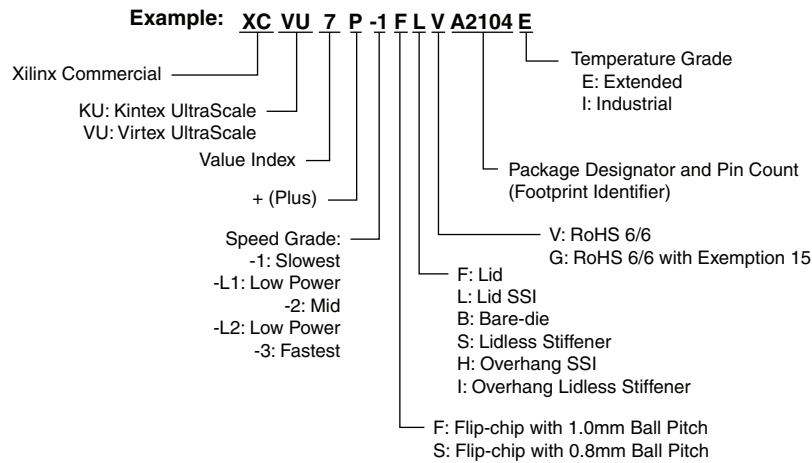 Example: XC VU 7 P -1 F L V A2104 E
Xilinx Commercial
KU: Kintex UltraScale
VU: Virtex UltraScale
Value Index
+ (Plus)
Speed Grade:
-1: Slowest
-L1: Low Power
-2: Mid
-L2: Low Power
-3: Fastest
Temperature Grade
E: Extended
I: Industrial
Package Designator and Pin Count
(Footprint Identifier)
V: RoHS 6/6
G: RoHS 6/6 with Exemption 15
F: Lid
L: Lid SSI
B: Bare-die
S: Lidless Stiffener
H: Overhang SSI
I: Overhang Lidless Stiffener
F: Flip-chip with 1.0mm Ball Pitch
S: Flip-chip with 0.8mm Ball Pitch